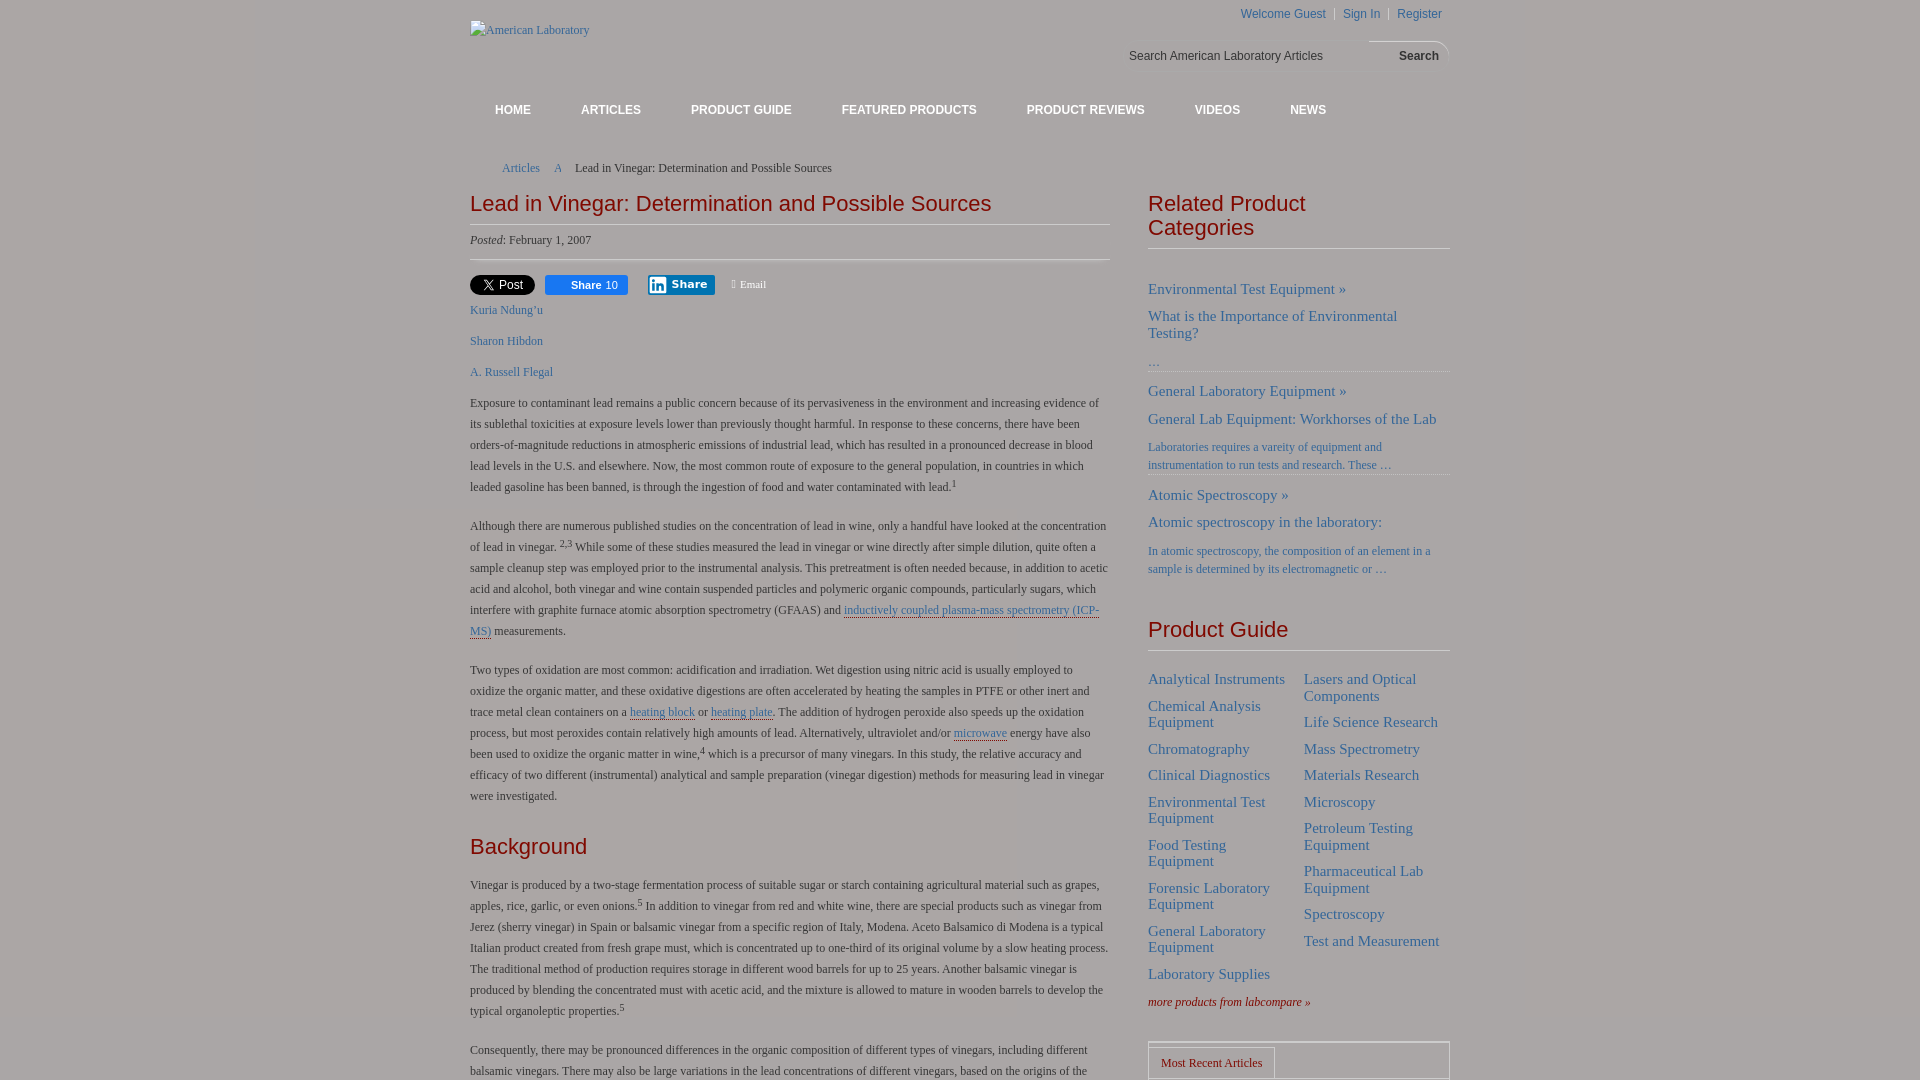 Welcome Guest Sign In Register
American Laboratory
Search American Laboratory Articles Search
HOME ARTICLES PRODUCT GUIDE FEATURED PRODUCTS PRODUCT REVIEWS VIDEOS NEWS
Articles A Lead in Vinegar: Determination and Possible Sources
Lead in Vinegar: Determination and Possible Sources
Posted: February 1, 2007
Post Share 10 Share Email
Kuria Ndung‘u
Sharon Hibdon
A. Russell Flegal
Exposure to contaminant lead remains a public concern because of its pervasiveness in the environment and increasing evidence of
its sublethal toxicities at exposure levels lower than previously thought harmful. In response to these concerns, there have been
orders-of-magnitude reductions in atmospheric emissions of industrial lead, which has resulted in a pronounced decrease in blood
lead levels in the U.S. and elsewhere. Now, the most common route of exposure to the general population, in countries in which
leaded gasoline has been banned, is through the ingestion of food and water contaminated with lead.1
Although there are numerous published studies on the concentration of lead in wine, only a handful have looked at the concentration
of lead in vinegar. 2,3 While some of these studies measured the lead in vinegar or wine directly after simple dilution, quite often a
sample cleanup step was employed prior to the instrumental analysis. This pretreatment is often needed because, in addition to acetic
acid and alcohol, both vinegar and wine contain suspended particles and polymeric organic compounds, particularly sugars, which
interfere with graphite furnace atomic absorption spectrometry (GFAAS) and inductively coupled plasma-mass spectrometry (ICP-
MS) measurements.
Two types of oxidation are most common: acidification and irradiation. Wet digestion using nitric acid is usually employed to
oxidize the organic matter, and these oxidative digestions are often accelerated by heating the samples in PTFE or other inert and
trace metal clean containers on a heating block or heating plate. The addition of hydrogen peroxide also speeds up the oxidation
process, but most peroxides contain relatively high amounts of lead. Alternatively, ultraviolet and/or microwave energy have also
been used to oxidize the organic matter in wine,4 which is a precursor of many vinegars. In this study, the relative accuracy and
efficacy of two different (instrumental) analytical and sample preparation (vinegar digestion) methods for measuring lead in vinegar
were investigated.
Background
Vinegar is produced by a two-stage fermentation process of suitable sugar or starch containing agricultural material such as grapes,
apples, rice, garlic, or even onions.5 In addition to vinegar from red and white wine, there are special products such as vinegar from
Jerez (sherry vinegar) in Spain or balsamic vinegar from a specific region of Italy, Modena. Aceto Balsamico di Modena is a typical
Italian product created from fresh grape must, which is concentrated up to one-third of its original volume by a slow heating process.
The traditional method of production requires storage in different wood barrels for up to 25 years. Another balsamic vinegar is
produced by blending the concentrated must with acetic acid, and the mixture is allowed to mature in wooden barrels to develop the
typical organoleptic properties.5
Consequently, there may be pronounced differences in the organic composition of different types of vinegars, including different
balsamic vinegars. There may also be large variations in the lead concentrations of different vinegars, based on the origins of the
Related Product
Categories
Environmental Test Equipment »
What is the Importance of Environmental
Testing?
…
General Laboratory Equipment »
General Lab Equipment: Workhorses of the Lab
Laboratories requires a vareity of equipment and
instrumentation to run tests and research. These …
Atomic Spectroscopy »
Atomic spectroscopy in the laboratory:
In atomic spectroscopy, the composition of an element in a
sample is determined by its electromagnetic or …
Product Guide
Analytical Instruments
Chemical Analysis
Equipment
Chromatography
Clinical Diagnostics
Environmental Test
Equipment
Food Testing
Equipment
Forensic Laboratory
Equipment
General Laboratory
Equipment
Laboratory Supplies
Lasers and Optical
Components
Life Science Research
Mass Spectrometry
Materials Research
Microscopy
Petroleum Testing
Equipment
Pharmaceutical Lab
Equipment
Spectroscopy
Test and Measurement
more products from labcompare »
Most Recent Articles